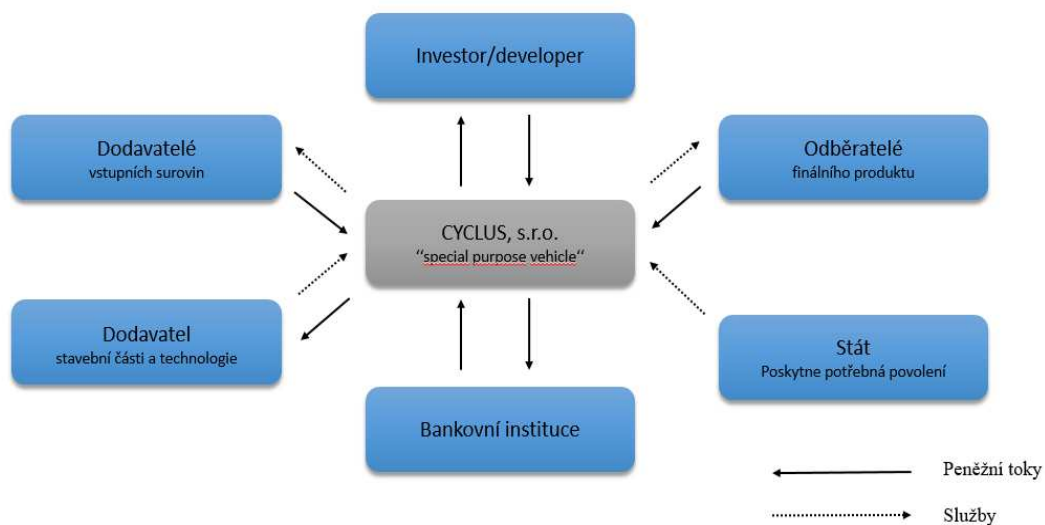 Investor/developer
Dodavatelé
vstupních surovin
Odběratelé
finálního produktu
CYCLUS, s.r.o.
“special purpose vehicle“
Dodavatel
stavební části a technologie
Stát
Poskytne potřebná povolení
Bankovní instituce
Peněžní toky
Služby